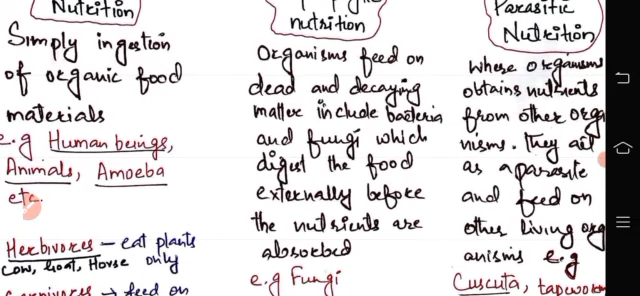 Nutrition
Simply ingestion
of organic food
materials
e.g Human beings,
Animals, Amoeba
etc.
Herbivores - eat plants
Cow, Goat, Horse only
feed on
nutrition
Organisms feed on
dead and decaying
matter include bacteria
and fungi which
digest the food
externally before
the nutrients are
absorbed
e.g Fungi
Parasitic
Nutrition
Where organisms
obtains nutrients
from other orga
nisms. They act
as a parasite
and feed on
other living org
anisms e.g
Cuscuta, tapeworm